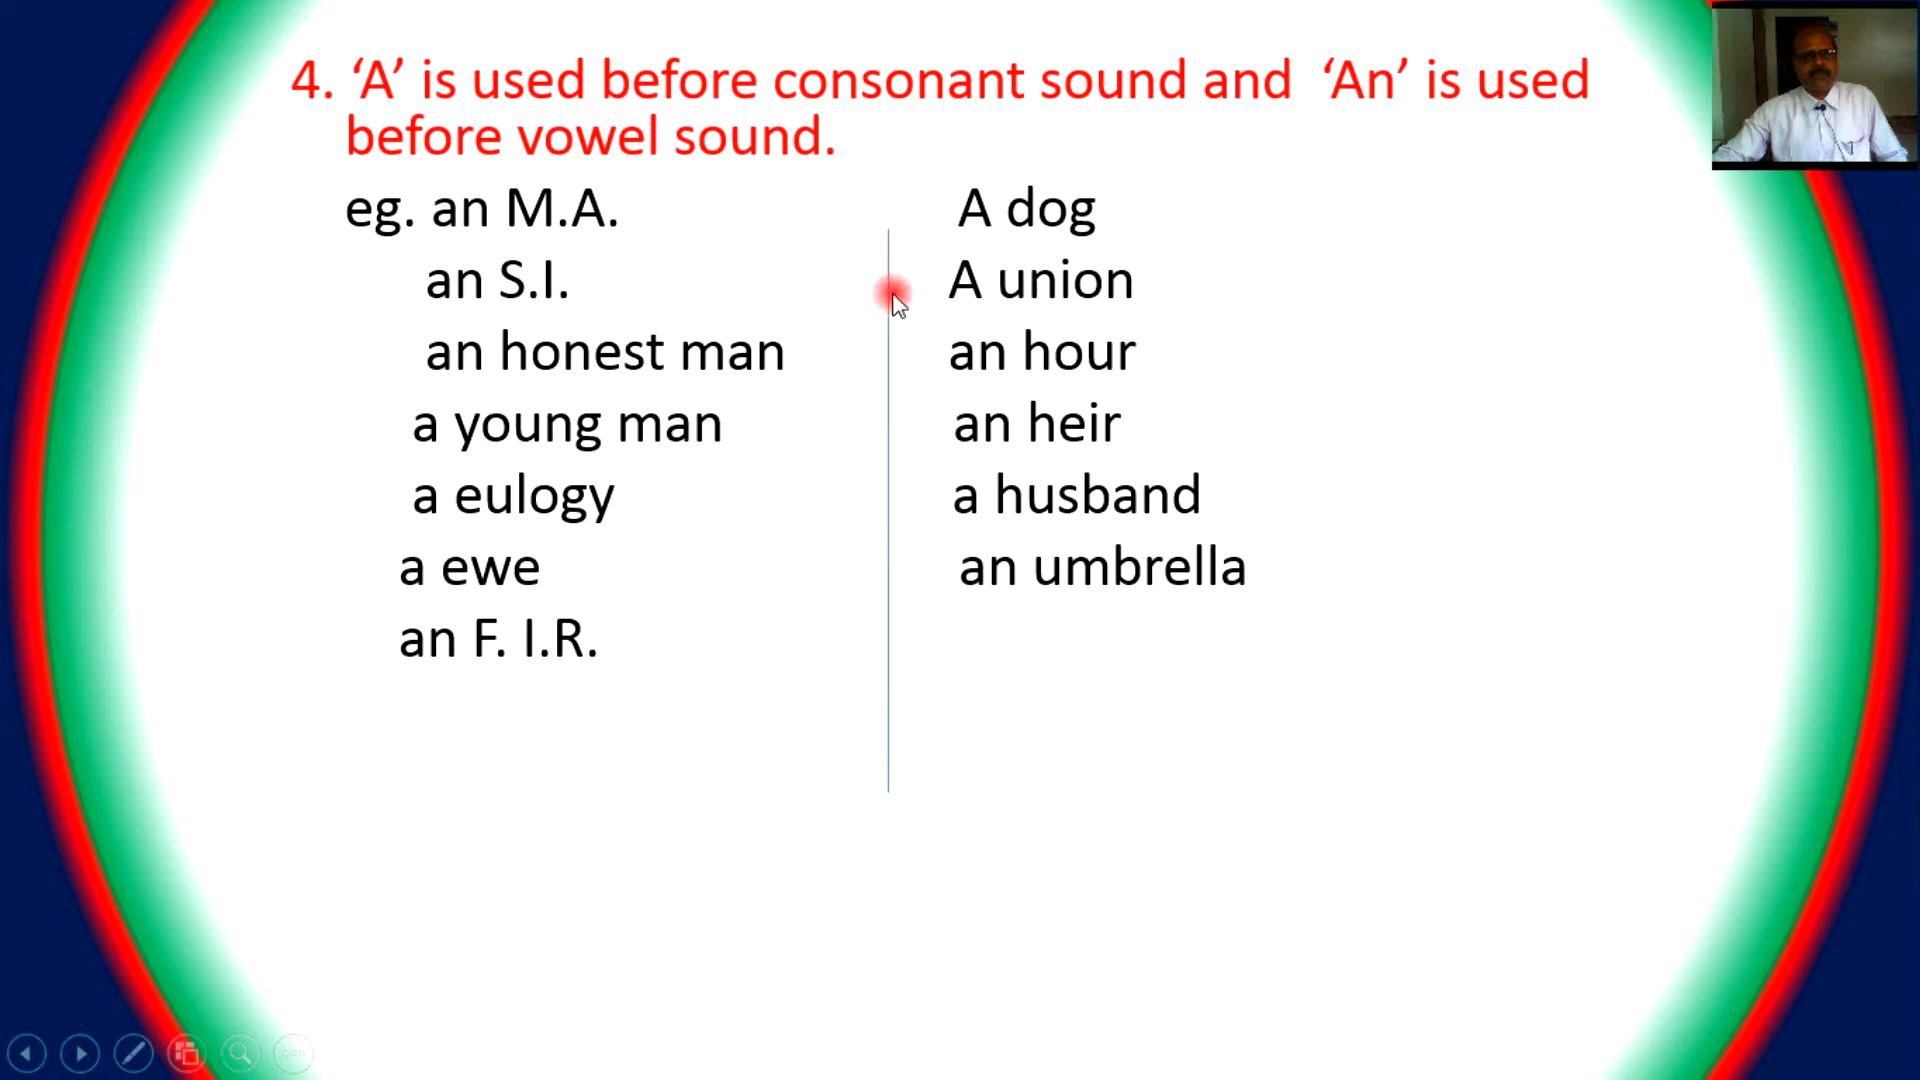 4. ‘A’ is used before consonant sound and ‘An’ is used
before vowel sound.
eg. an M.A.
an S.I.
an honest man
a young man
a eulogy
a ewe
an F. I.R.
A dog
A union
an hour
an heir
a husband
an umbrella